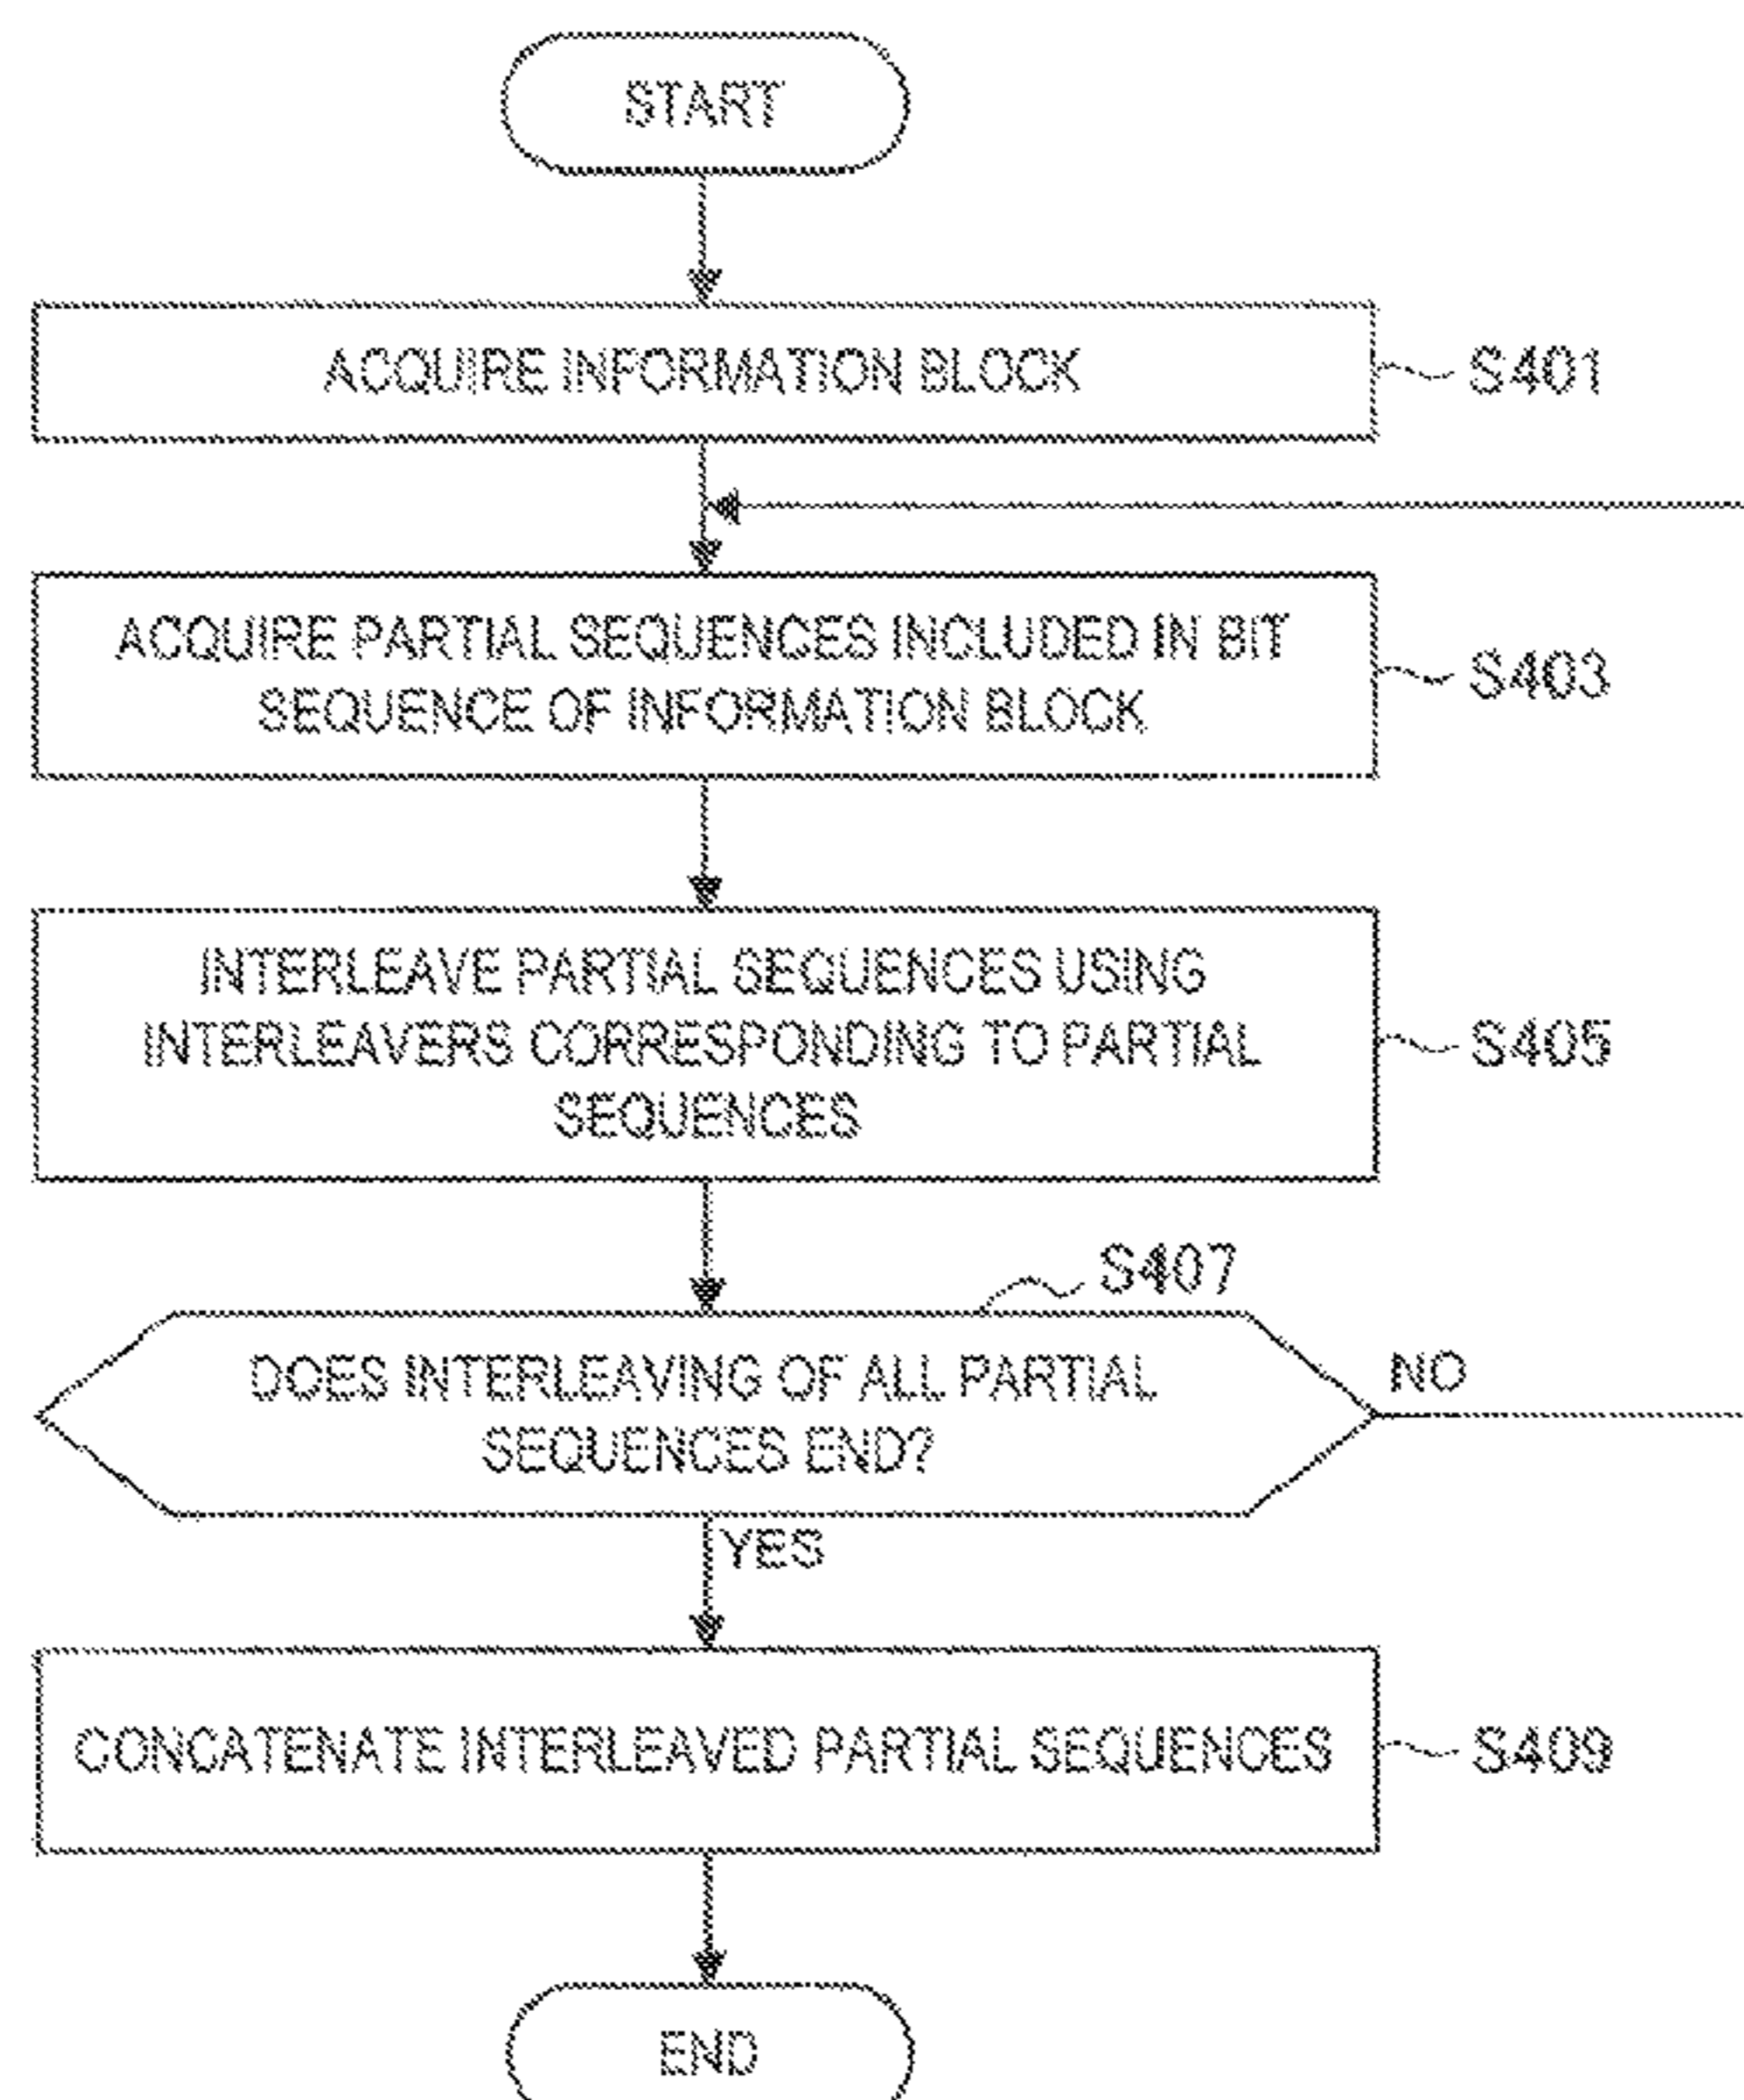 START
ACQUIRE INFORMATION BLOCK
S401
ACQUIRE PARTIAL SEQUENCES INCLUDED IN BIT
SEQUENCE OF INFORMATION BLOCK
S403
INTERLEAVE PARTIAL SEQUENCES USING
INTERLEAVERS CORRESPONDING TO PARTIAL
SEQUENCES
S405
S407
DOES INTERLEAVING OF ALL PARTIAL
SEQUENCES END?
NO
YES
CONCATENATE INTERLEAVED PARTIAL SEQUENCES
S409
END